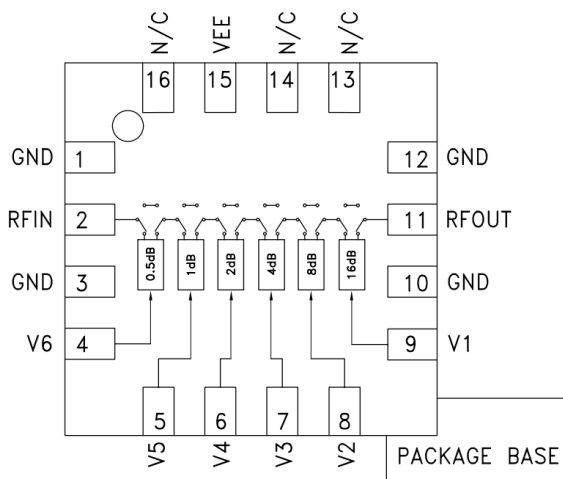 N/C VEE N/C N/C
16 15 14 13
GND 1 12 GND
RFIN 2 11 RFOUT
0.5dB 1dB 2dB 4dB 8dB 16dB
GND 3 10 GND
V6 4 9 V1
5 6 7 8
V5 V4 V3 V2
PACKAGE BASE